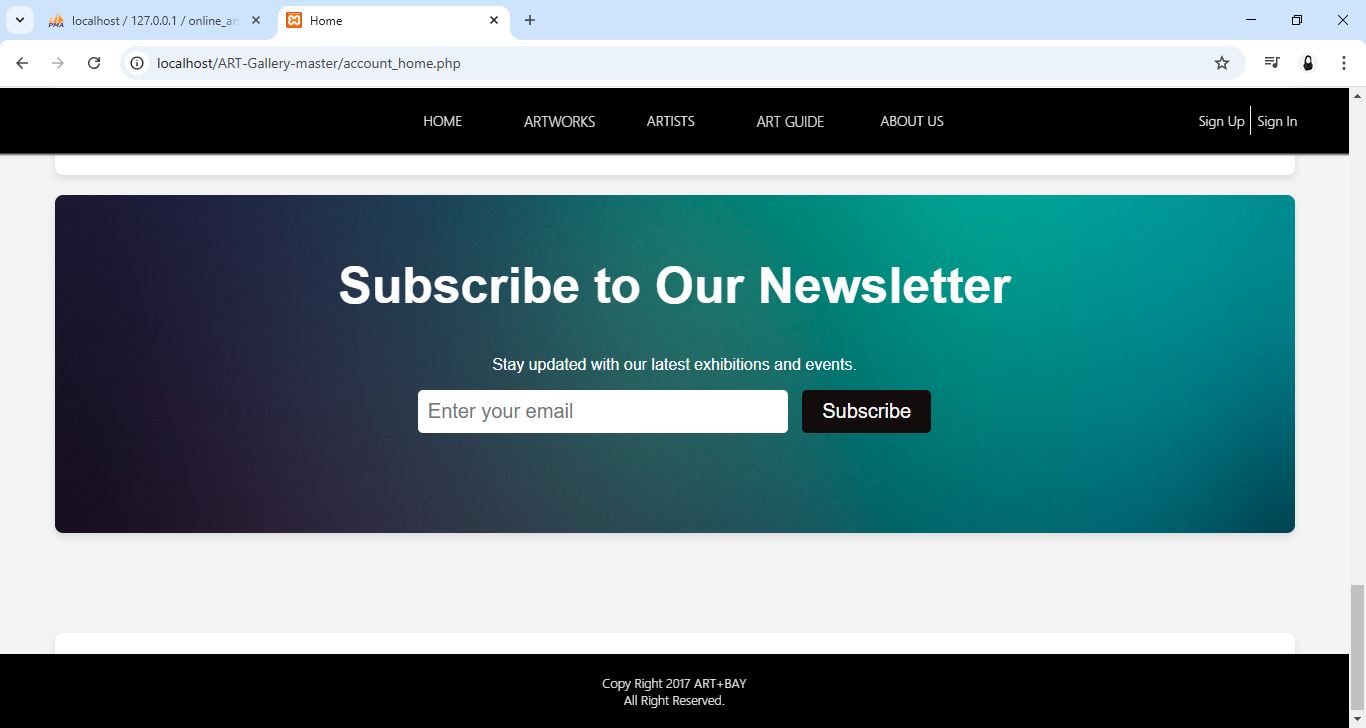 localhost / 127.0.0.1 / online_ar
Home
localhost/ART-Gallery-master/account_home.php
HOME ARTWORKS ARTISTS ART GUIDE ABOUT US Sign Up Sign In
Subscribe to Our Newsletter
Stay updated with our latest exhibitions and events.
Enter your email Subscribe
Copy Right 2017 ART+BAY
All Right Reserved.